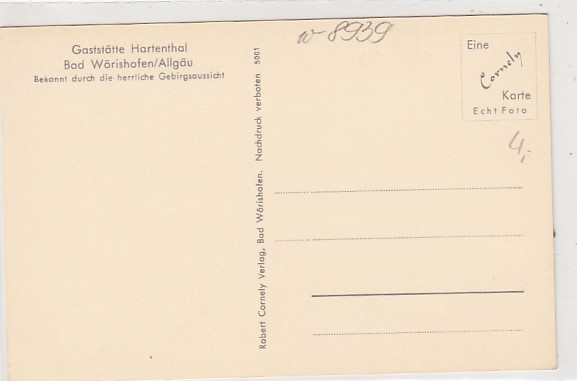 Gaststätte Hartenthal
Bad Wörishofen/Allgäu
Bekannt durch die herrliche Gebirgsaussicht
w-8939
Robert Cornely Verlag, Bad Wörishofen. Nachdruck verboten 5001
Eine
Cornely
Karte
Echt Foto
4,-